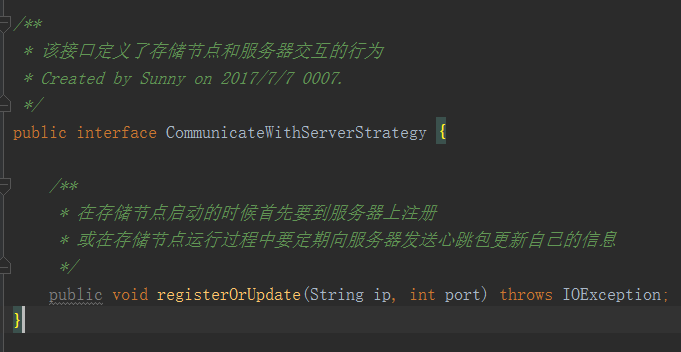 /**
 * 该接口定义了存储节点和服务器交互的行为
 * Created by Sunny on 2017/7/7 0007.
 */
public interface CommunicateWithServerStrategy {
    /**
     * 在存储节点启动的时候首先要到服务器上注册
     * 或在存储节点运行过程中要定期向服务器发送心跳包更新自己的信息
     */
    public void registerOrUpdate(String ip, int port) throws IOException;
}